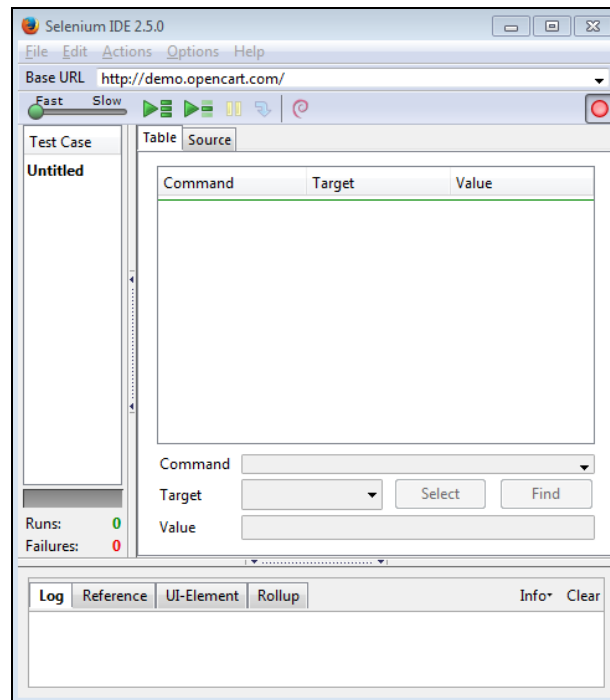 Selenium IDE 2.5.0
File Edit Actions Options Help
Base URL http://demo.opencart.com/
Fast Slow
Test Case
Untitled
Table Source
Command Target Value
Command
Target Select Find
Value
Runs: 0
Failures: 0
Log Reference UI-Element Rollup Info Clear